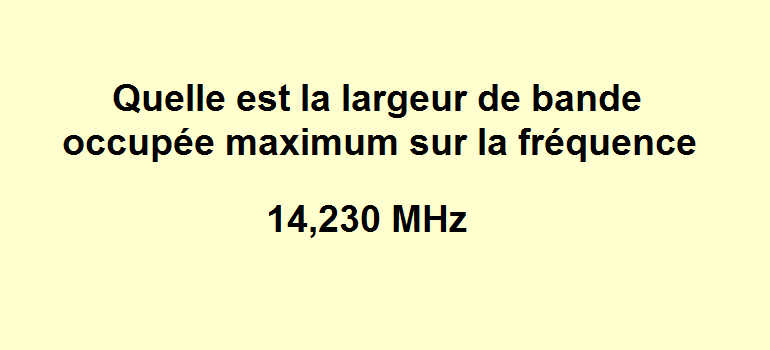 Quelle est la largeur de bande
occupée maximum sur la fréquence
14,230 MHz